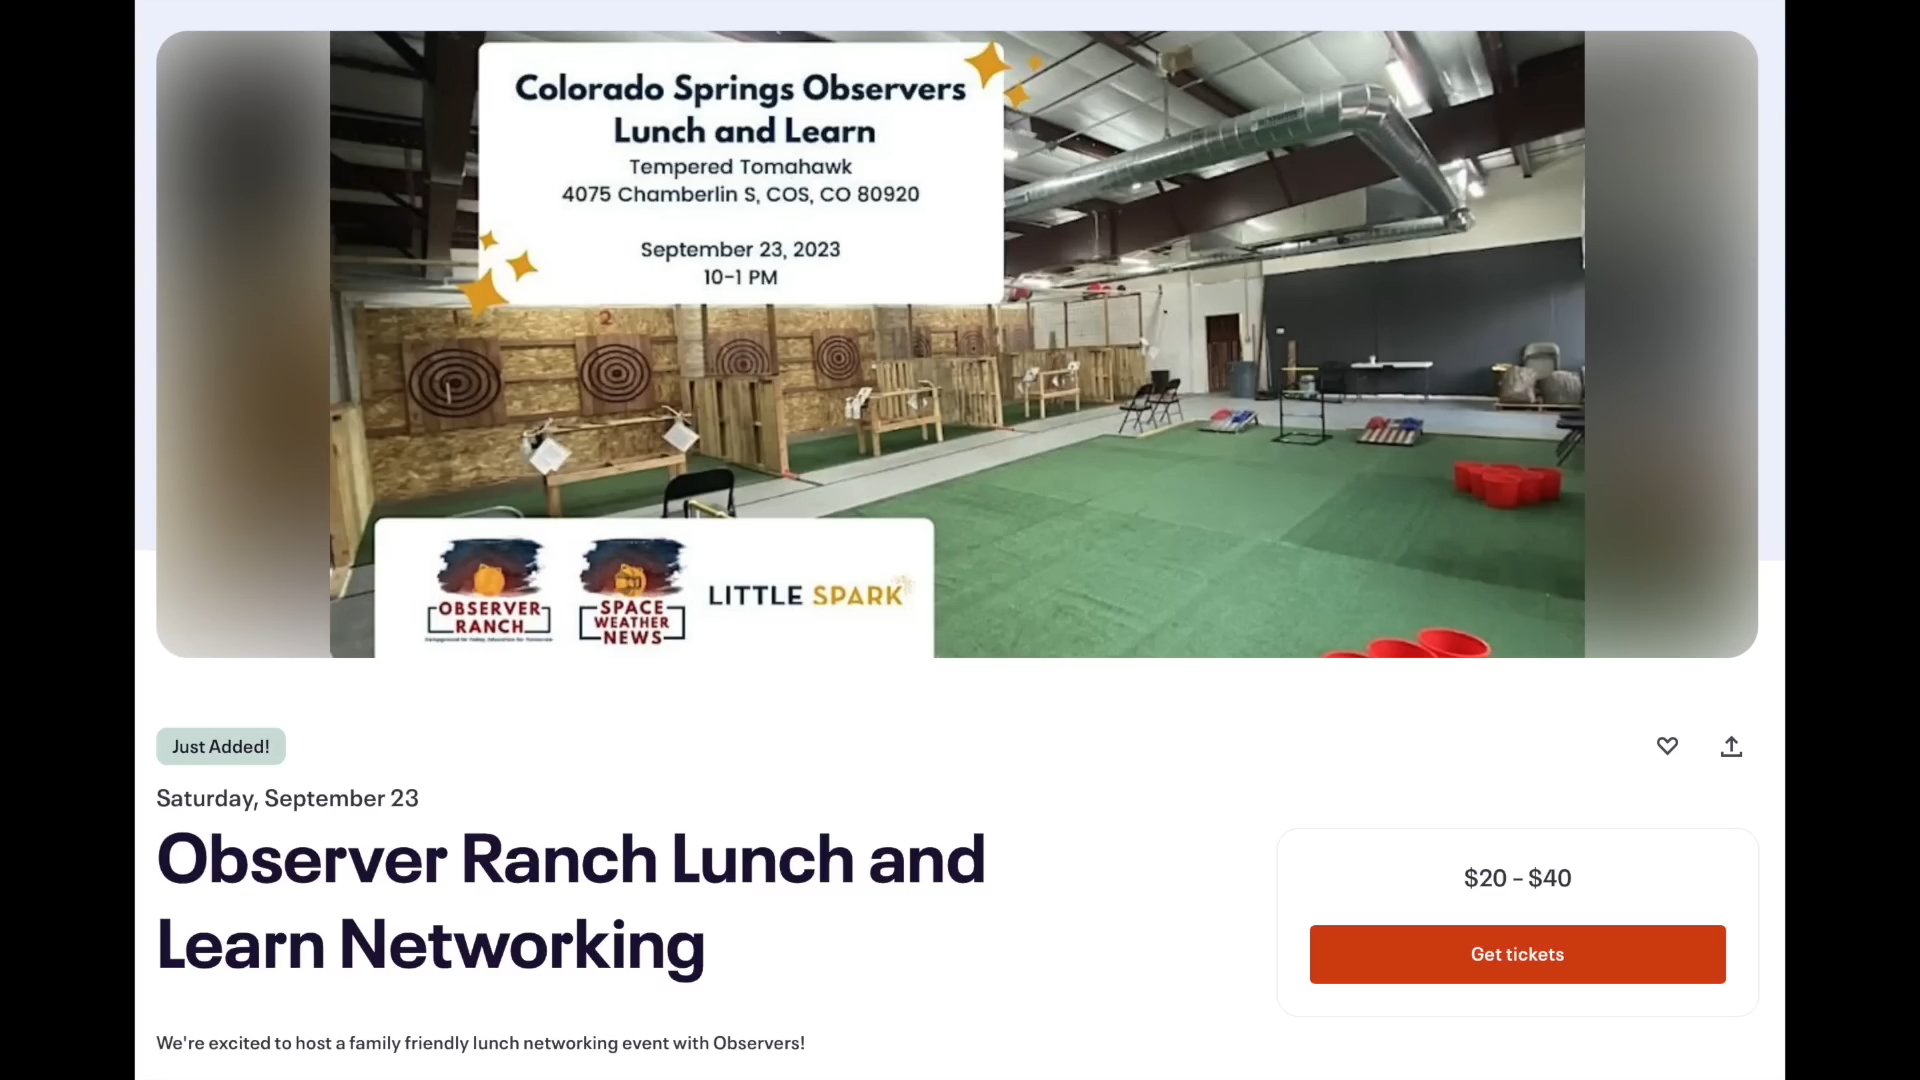 Colorado Springs Observers
Lunch and Learn
Tempered Tomahawk
4075 Chamberlin S, COS, CO 80920
September 23, 2023
10-1 PM
2
OBSERVER
RANCH
SPACE
WEATHER
NEWS
LITTLE SPARK
Just Added!
Saturday, September 23
Observer Ranch Lunch and
Learn Networking
$20 – $40
Get tickets
We're excited to host a family friendly lunch networking event with Observers!